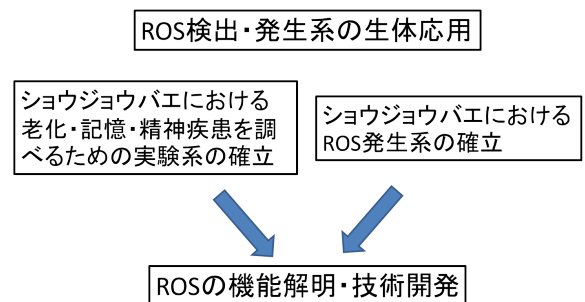 ROS検出・発生系の生体応用
ショウジョウバエにおける
老化・記憶・精神疾患を調
べるための実験系の確立
ショウジョウバエにおける
ROS発生系の確立
ROSの機能解明・技術開発